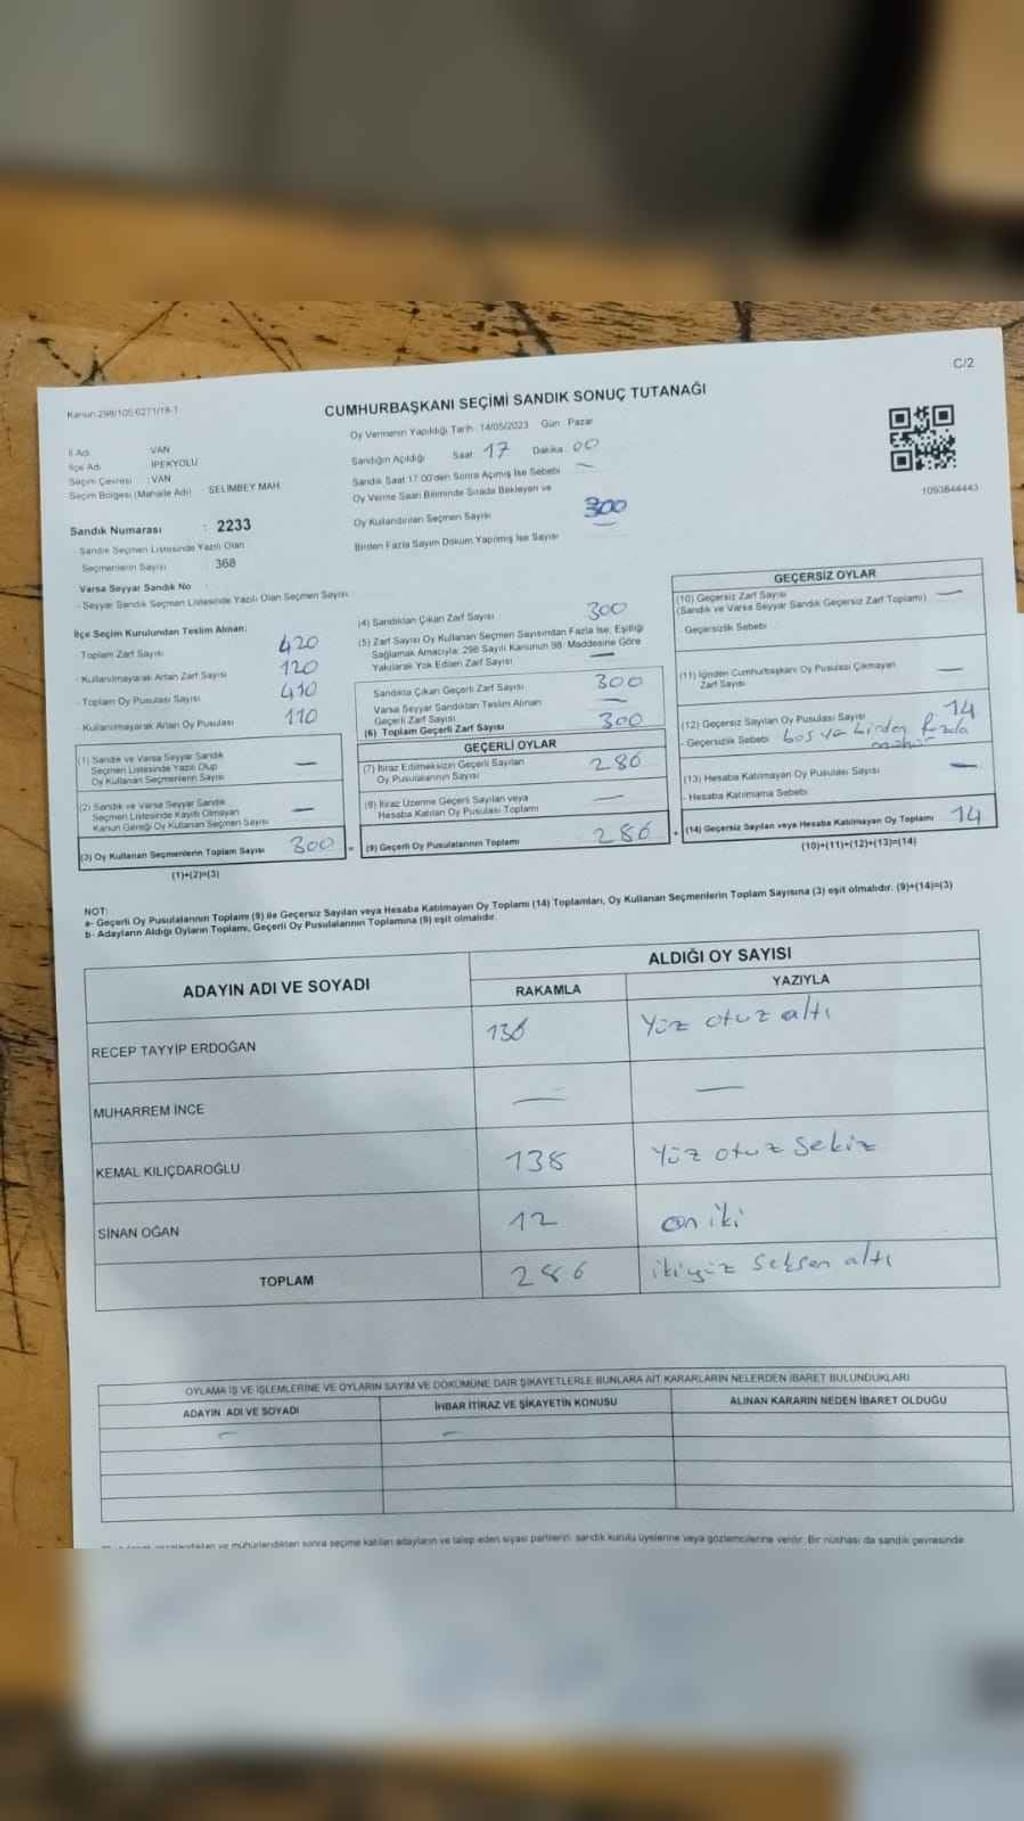 C/2
Kanun:298/105,6271/18-1
CUMHURBAŞKANI SEÇİMİ SANDIK SONUÇ TUTANAĞI
Oy Vermenin Yapıldığı Tarih: 14/05/2023 Gün: Pazar
İl Adı : VAN
İlçe Adı : İPEKYOLU
Seçim Çevresi : VAN
Seçim Bölgesi (Mahalle Adı) : SELİMBEY MAH.
Sandığın Açıldığı Saat: 17 Dakika: 00
Sandık Saat 17:00'den Sonra Açılmış İse Sebebi —
Oy Verme Saati Bitiminde Sırada Bekleyen ve
Oy Kullandırılan Seçmen Sayısı 300
Birden Fazla Sayım Döküm Yapılmış İse Sayısı
1093844443
Sandık Numarası : 2233
- Sandık Seçmen Listesinde Yazılı Olan
Seçmenlerin Sayısı 368
Varsa Seyyar Sandık No :
- Seyyar Sandık Seçmen Listesinde Yazılı Olan Seçmen Sayısı
İlçe Seçim Kurulundan Teslim Alınan:
- Toplam Zarf Sayısı 420
- Kullanılmayarak Artan Zarf Sayısı 120
- Toplam Oy Pusulası Sayısı 410
- Kullanılmayarak Artan Oy Pusulası 110
(1) Sandık ve Varsa Seyyar Sandık
Seçmen Listesinde Yazılı Olup
Oy Kullanan Seçmenlerin Sayısı —
(2) Sandık ve Varsa Seyyar Sandık
Seçmen Listesinde Kayıtlı Olmayan
Kanun Gereği Oy Kullanan Seçmen Sayısı —
(3) Oy Kullanan Seçmenlerin Toplam Sayısı 300 =
(1)+(2)=(3)
(4) Sandıktan Çıkan Zarf Sayısı 300
(5) Zarf Sayısı Oy Kullanan Seçmen Sayısından Fazla İse, Eşitliği
Sağlamak Amacıyla; 298 Sayılı Kanunun 98. Maddesine Göre
Yakılarak Yok Edilen Zarf Sayısı —
Sandıkta Çıkan Geçerli Zarf Sayısı 300
Varsa Seyyar Sandıktan Teslim Alınan
Geçerli Zarf Sayısı —
(6) Toplam Geçerli Zarf Sayısı 300
GEÇERLİ OYLAR
(7) İtiraz Edilmeksizin Geçerli Sayılan
Oy Pusulalarının Sayısı 286
(8) İtiraz Üzerine Geçerli Sayılan veya
Hesaba Katılan Oy Pusulası Toplamı —
(9) Geçerli Oy Pusulalarının Toplamı 286 +
GEÇERSİZ OYLAR
(10) Geçersiz Zarf Sayısı —
(Sandık ve Varsa Seyyar Sandık Geçersiz Zarf Toplamı)
Geçersizlik Sebebi
(11) İçinden Cumhurbaşkanı Oy Pusulası Çıkmayan
Zarf Sayısı —
(12) Geçersiz Sayılan Oy Pusulası Sayısı 14
- Geçersizlik Sebebi boş ya birden fazla
(13) Hesaba Katılmayan Oy Pusulası Sayısı —
- Hesaba Katılmama Sebebi
(14) Geçersiz Sayılan veya Hesaba Katılmayan Oy Toplamı 14
(10)+(11)+(12)+(13)=(14)
NOT:
a- Geçerli Oy Pusulalarının Toplamı (9) ile Geçersiz Sayılan veya Hesaba Katılmayan Oy Toplamı (14) Toplamları, Oy Kullanan Seçmenlerin Toplam Sayısına (3) eşit olmalıdır. (9)+(14)=(3)
b- Adayların Aldığı Oyların Toplamı, Geçerli Oy Pusulalarının Toplamına (9) eşit olmalıdır.
ADAYIN ADI VE SOYADI
ALDIĞI OY SAYISI
RAKAMLA YAZIYLA
RECEP TAYYİP ERDOĞAN 136 Yüz otuz altı
MUHARREM İNCE — —
KEMAL KILIÇDAROĞLU 138 Yüz otuz sekiz
SİNAN OĞAN 12 on iki
TOPLAM 286 ikiyüz seksen altı
OYLAMA İŞ VE İŞLEMLERİNE VE OYLARIN SAYIM VE DÖKÜMÜNE DAİR ŞİKAYETLERLE BUNLARA AİT KARARLARIN NELERDEN İBARET BULUNDUKLARI
ADAYIN ADI VE SOYADI İHBAR İTİRAZ VE ŞİKAYETİN KONUSU ALINAN KARARIN NEDEN İBARET OLDUĞU
— —
ve mühürlendikten sonra seçime katılan adayların ve talep eden siyasi partilerin sandık kurulu üyelerine veya gözlemcilerine verilir. Bir nüshası da sandık çevresinde